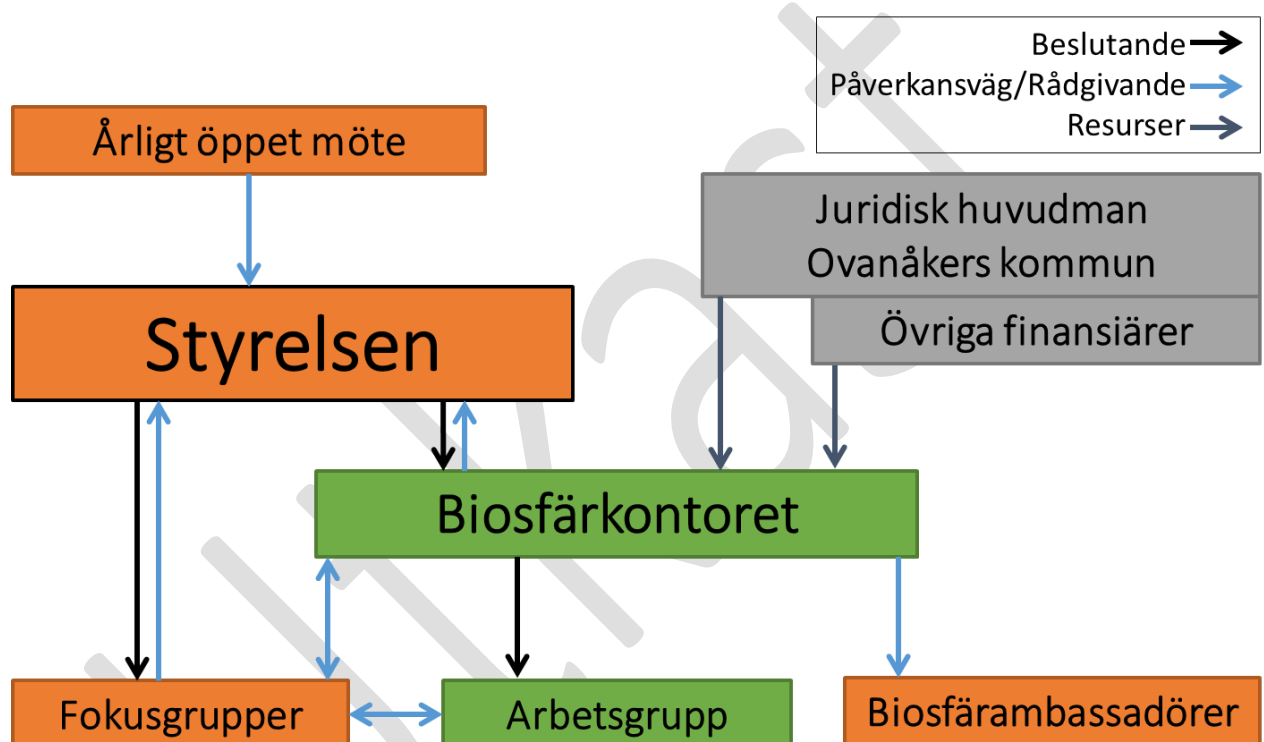 Beslutande
Påverkansväg/Rådgivande
Resurser
Årligt öppet möte
Juridisk huvudman
Ovanåkers kommun
Övriga finansiärer
Styrelsen
Biosfärkontoret
Fokusgrupper
Arbetsgrupp
Biosfärambassadörer